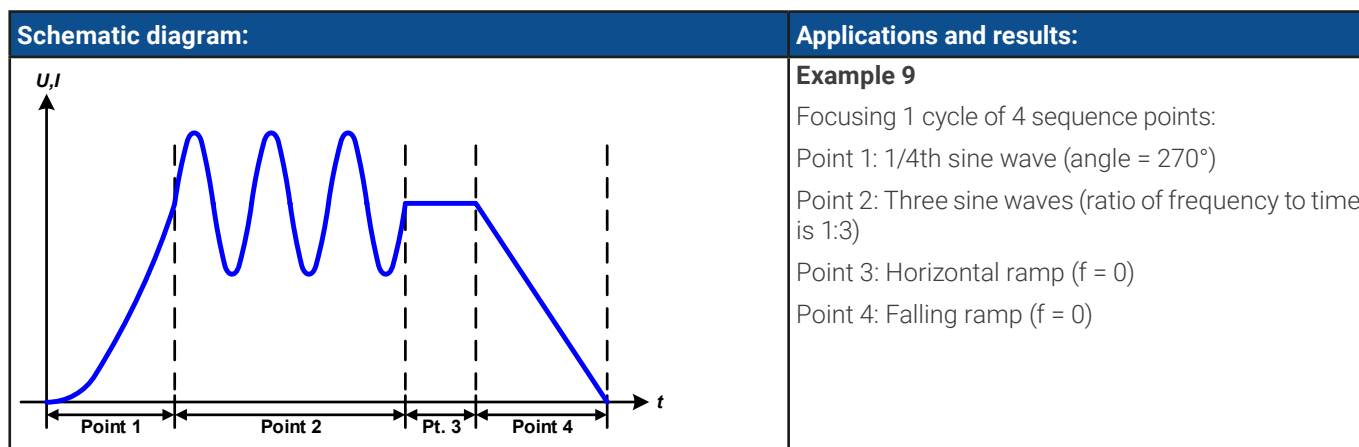 Schematic diagram:
Applications and results:
U,I
t
Point 1
Point 2
Pt. 3
Point 4
Example 9
Focusing 1 cycle of 4 sequence points:
Point 1: 1/4th sine wave (angle = 270°)
Point 2: Three sine waves (ratio of frequency to time
is 1:3)
Point 3: Horizontal ramp (f = 0)
Point 4: Falling ramp (f = 0)